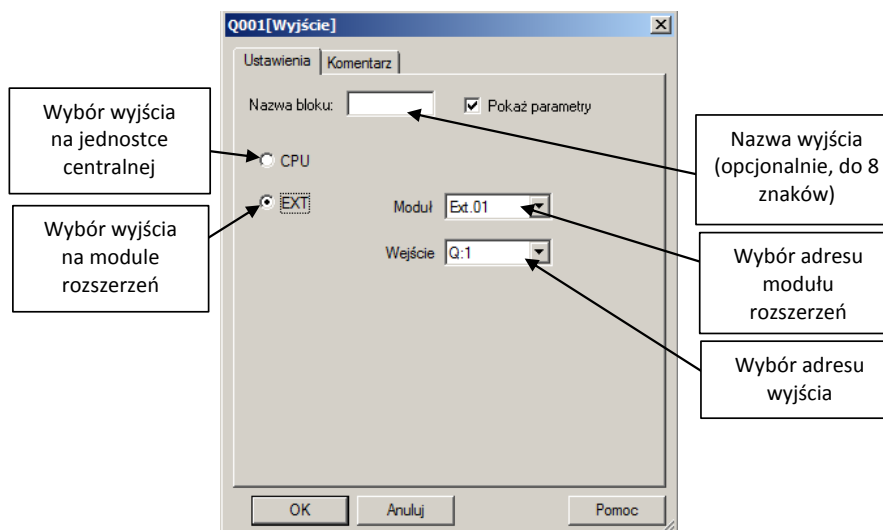 Q001[Wyjście]
Ustawienia Komentarz
Nazwa bloku: Pokaż parametry
CPU
EXT
Moduł Ext.01
Wejście Q:1
OK Anuluj Pomoc
Wybór wyjścia
na jednostce
centralnej
Wybór wyjścia
na module
rozszerzeń
Nazwa wyjścia
(opcjonalnie, do 8
znaków)
Wybór adresu
modułu
rozszerzeń
Wybór adresu
wyjścia